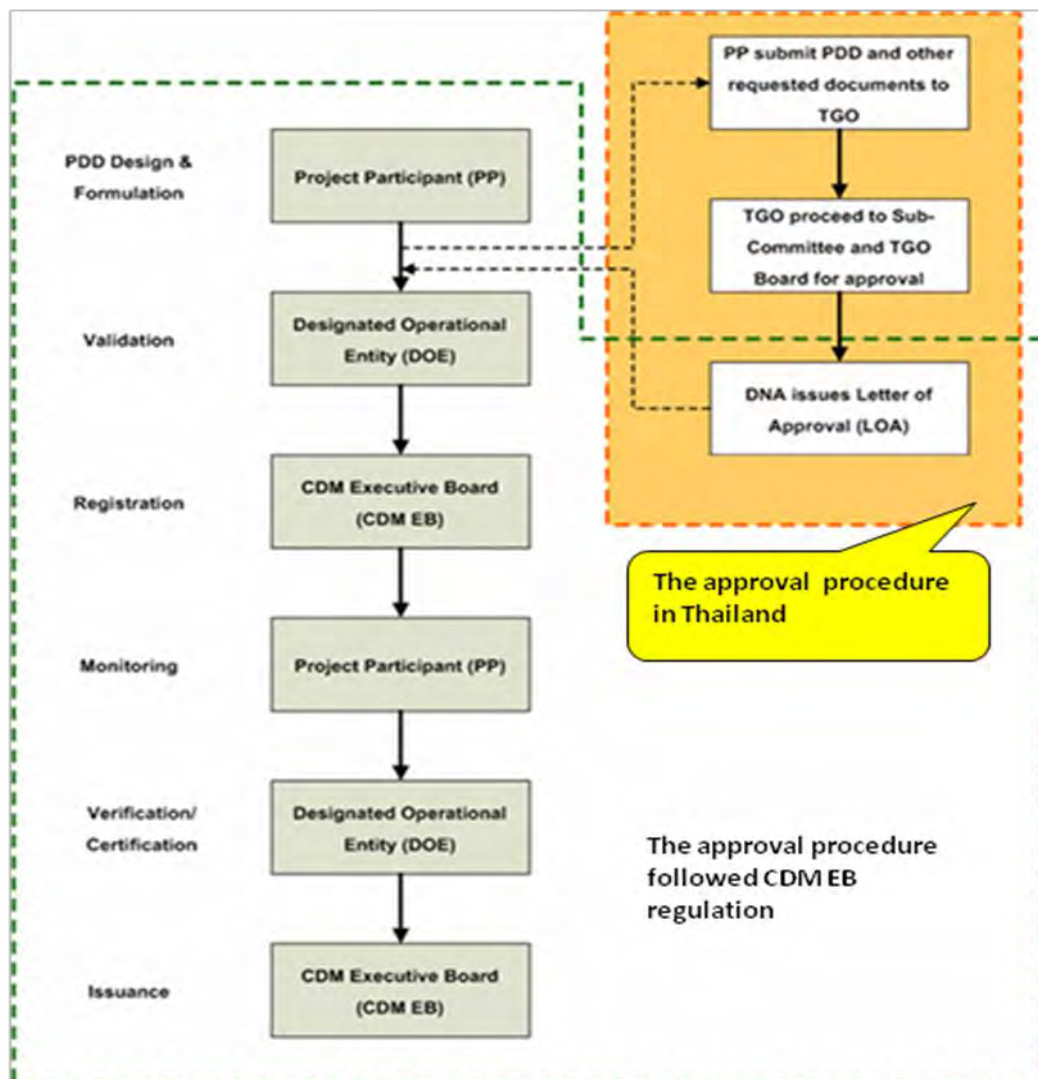 PP submit PDD and other
requested documents to
TGO
PDD Design &
Formulation
Project Participant (PP)
TGO proceed to Sub-
Committee and TGO
Board for approval
Validation
Designated Operational
Entity (DOE)
DNA issues Letter of
Approval (LOA)
Registration
CDM Executive Board
(CDM EB)
The approval procedure
in Thailand
Monitoring
Project Participant (PP)
Verification/
Certification
Designated Operational
Entity (DOE)
The approval procedure
followed CDM EB
regulation
Issuance
CDM Executive Board
(CDM EB)